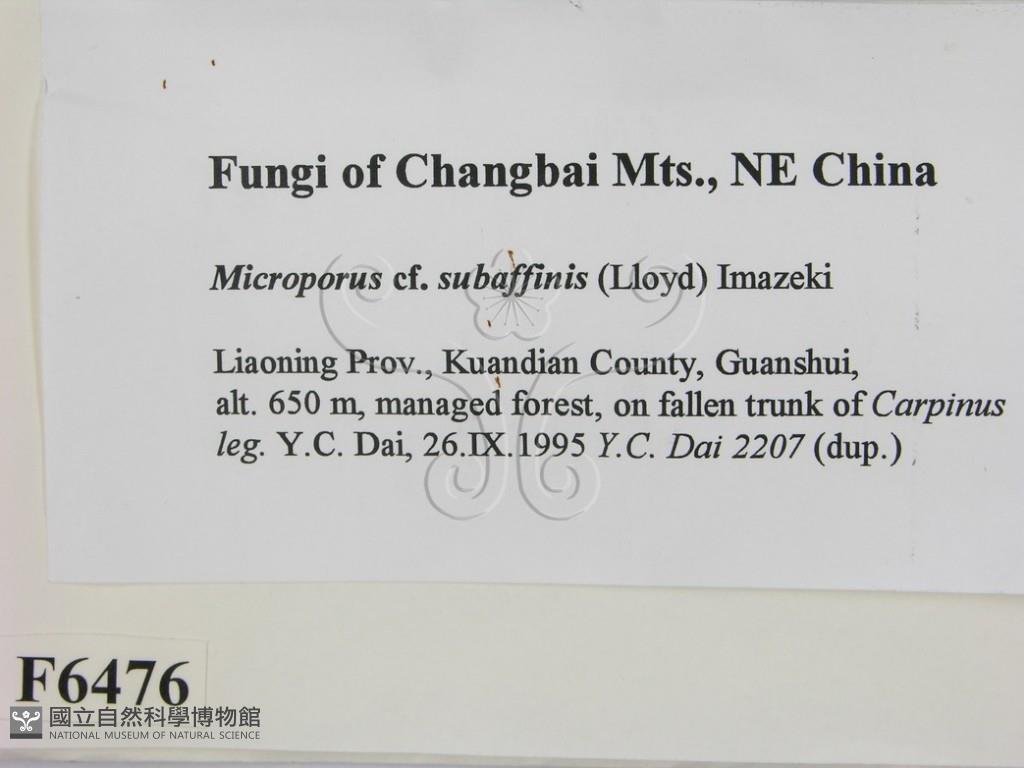 Fungi of Changbai Mts., NE China
Microporus cf. subaffinis (Lloyd) Imazeki
Liaoning Prov., Kuandian County, Guanshui,
alt. 650 m, managed forest, on fallen trunk of Carpinus
leg. Y.C. Dai, 26.IX.1995 Y.C. Dai 2207 (dup.)
F6476
國立自然科學博物館
NATIONAL MUSEUM OF NATURAL SCIENCE